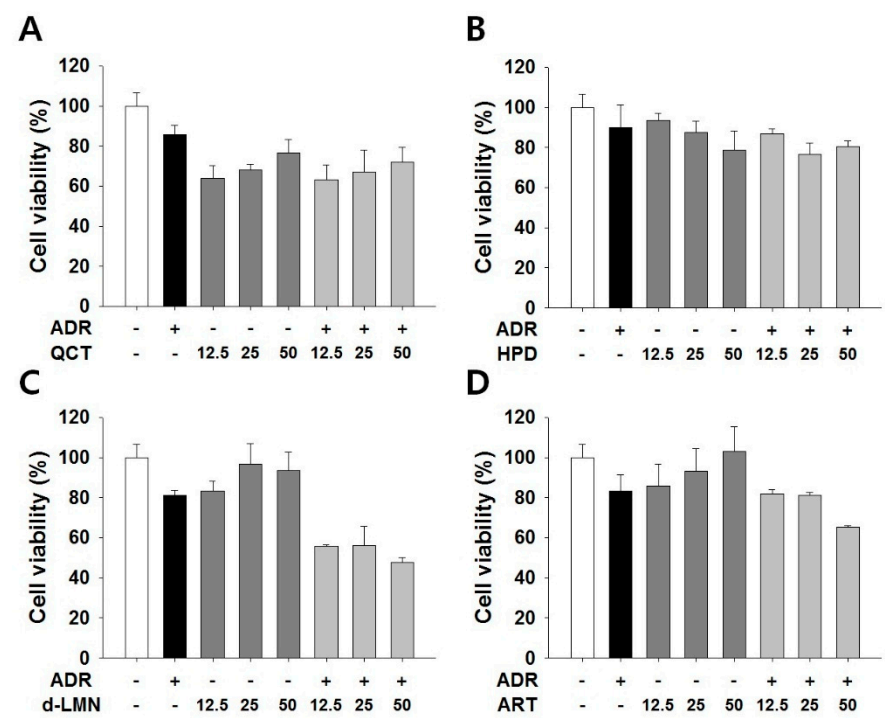 A
Cell viability (%)
120
100
80
60
40
20
0
ADR - + - - - + + +
QCT - - 12.5 25 50 12.5 25 50
B
Cell viability (%)
120
100
80
60
40
20
0
ADR - + - - - + + +
HPD - - 12.5 25 50 12.5 25 50
C
Cell viability (%)
120
100
80
60
40
20
0
ADR - + - - - + + +
d-LMN - - 12.5 25 50 12.5 25 50
D
Cell viability (%)
120
100
80
60
40
20
0
ADR - + - - - + + +
ART - - 12.5 25 50 12.5 25 50